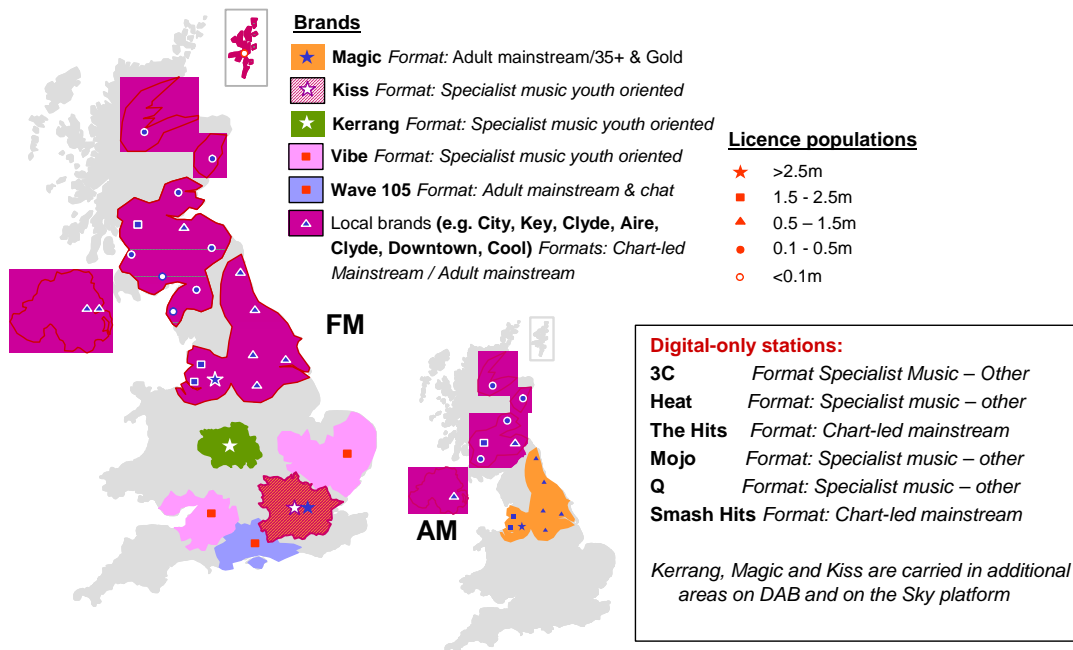 Brands
Magic Format: Adult mainstream/35+ & Gold
Kiss Format: Specialist music youth oriented
Kerrang Format: Specialist music youth oriented
Vibe Format: Specialist music youth oriented
Wave 105 Format: Adult mainstream & chat
Local brands (e.g. City, Key, Clyde, Aire,
Clyde, Downtown, Cool) Formats: Chart-led
Mainstream / Adult mainstream
Licence populations
>2.5m
1.5 - 2.5m
0.5 – 1.5m
0.1 - 0.5m
<0.1m
FM
AM
Digital-only stations:
3C Format Specialist Music – Other
Heat Format: Specialist music – other
The Hits Format: Chart-led mainstream
Mojo Format: Specialist music – other
Q Format: Specialist music – other
Smash Hits Format: Chart-led mainstream
Kerrang, Magic and Kiss are carried in additional
areas on DAB and on the Sky platform